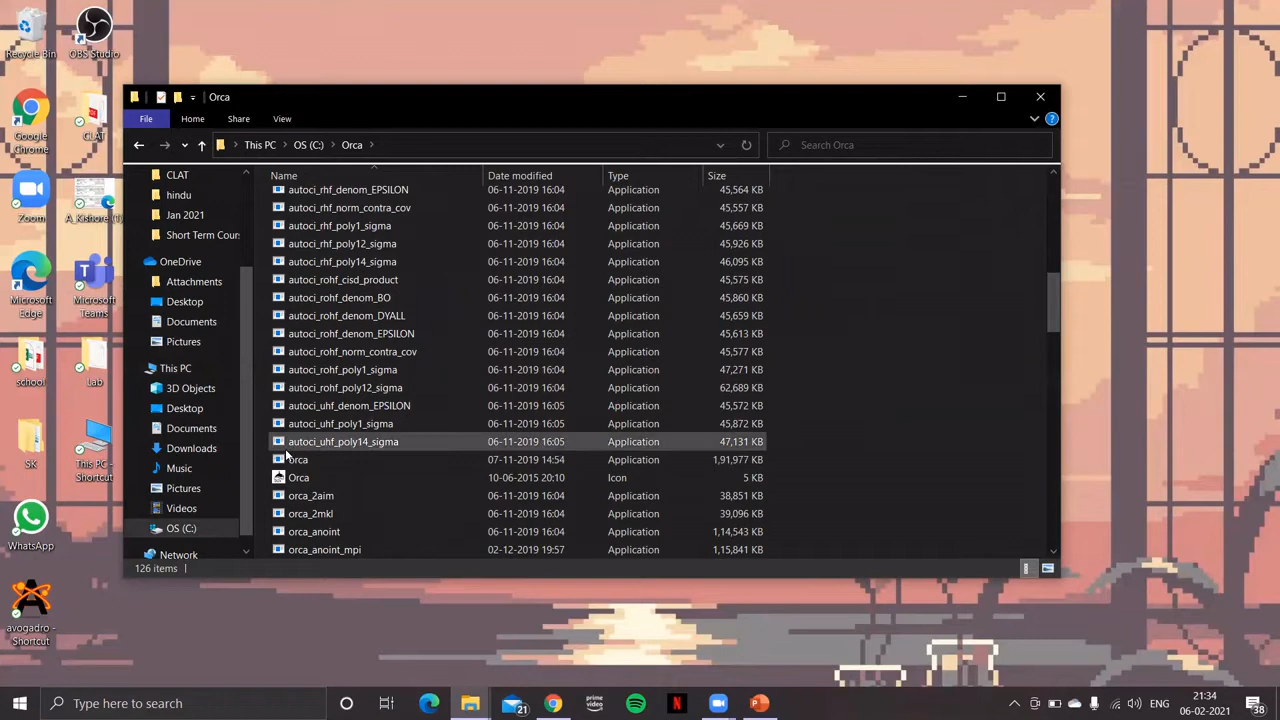 Recycle Bin
OBS Studio
Google Chrome
CLAT
Zoom
A_Kishore (1)
Microsoft Edge
Microsoft Teams
school
Lab
SK
This PC - Shortcut
WhatsApp
avogadro - Shortcut
Orca
File Home Share View
This PC OS (C:) Orca
Search Orca
Name Date modified Type Size
CLAT
hindu
Jan 2021
Short Term Cours
OneDrive
Attachments
Desktop
Documents
Pictures
This PC
3D Objects
Desktop
Documents
Downloads
Music
Pictures
Videos
OS (C:)
Network
autoci_rhf_denom_EPSILON 06-11-2019 16:04 Application 45,564 KB
autoci_rhf_norm_contra_cov 06-11-2019 16:04 Application 45,557 KB
autoci_rhf_poly1_sigma 06-11-2019 16:04 Application 45,669 KB
autoci_rhf_poly12_sigma 06-11-2019 16:04 Application 45,926 KB
autoci_rhf_poly14_sigma 06-11-2019 16:04 Application 46,095 KB
autoci_rohf_cisd_product 06-11-2019 16:04 Application 45,575 KB
autoci_rohf_denom_BO 06-11-2019 16:04 Application 45,860 KB
autoci_rohf_denom_DYALL 06-11-2019 16:04 Application 45,659 KB
autoci_rohf_denom_EPSILON 06-11-2019 16:04 Application 45,613 KB
autoci_rohf_norm_contra_cov 06-11-2019 16:04 Application 45,577 KB
autoci_rohf_poly1_sigma 06-11-2019 16:04 Application 47,271 KB
autoci_rohf_poly12_sigma 06-11-2019 16:04 Application 62,689 KB
autoci_uhf_denom_EPSILON 06-11-2019 16:05 Application 45,572 KB
autoci_uhf_poly1_sigma 06-11-2019 16:05 Application 45,872 KB
autoci_uhf_poly14_sigma 06-11-2019 16:05 Application 47,131 KB
orca 07-11-2019 14:54 Application 1,91,977 KB
Orca 10-06-2015 20:10 Icon 5 KB
orca_2aim 06-11-2019 16:04 Application 38,851 KB
orca_2mkl 06-11-2019 16:04 Application 39,096 KB
orca_anoint 06-11-2019 16:04 Application 1,14,543 KB
orca_anoint_mpi 02-12-2019 19:57 Application 1,15,841 KB
126 items
Type here to search
21
prime video
ENG
21:34
06-02-2021
38